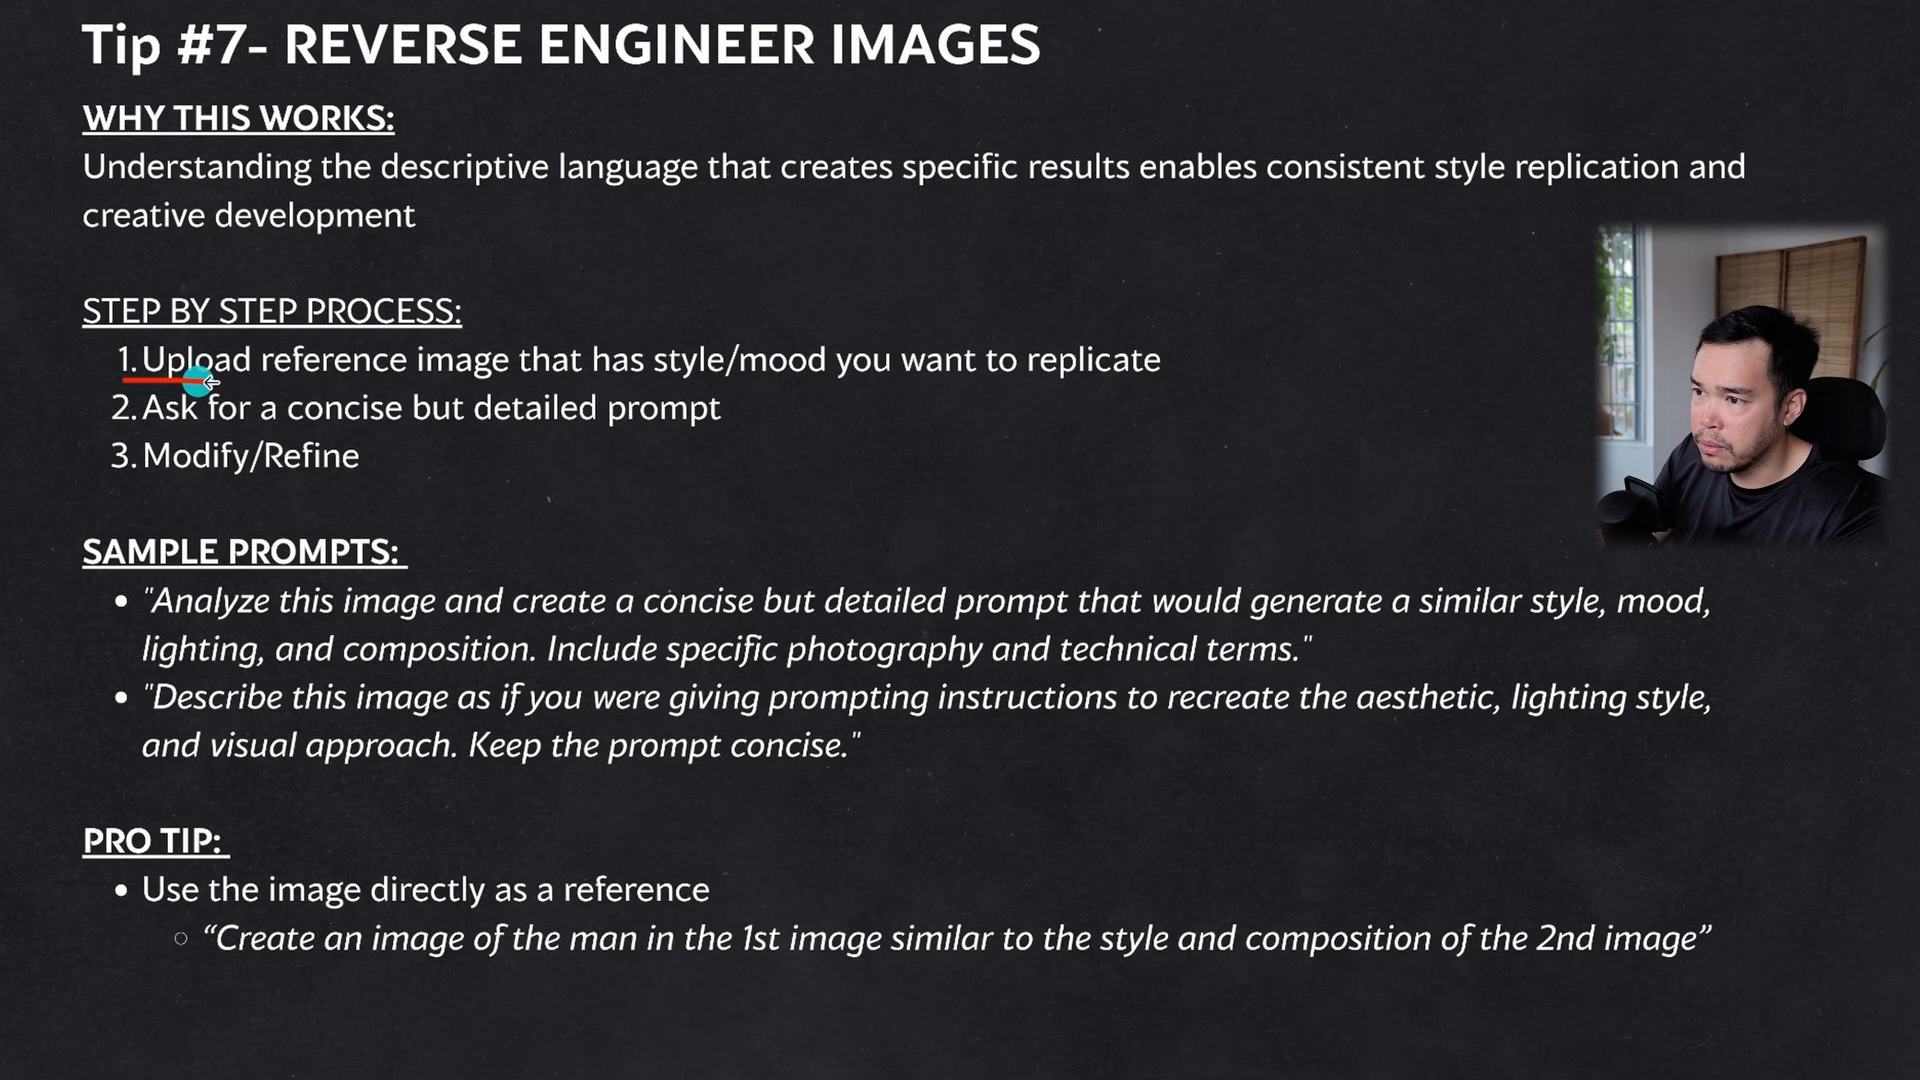 Tip #7- REVERSE ENGINEER IMAGES
WHY THIS WORKS:
Understanding the descriptive language that creates specific results enables consistent style replication and
creative development
STEP BY STEP PROCESS:
1. Upload reference image that has style/mood you want to replicate
2. Ask for a concise but detailed prompt
3. Modify/Refine
SAMPLE PROMPTS:
• "Analyze this image and create a concise but detailed prompt that would generate a similar style, mood,
lighting, and composition. Include specific photography and technical terms."
• "Describe this image as if you were giving prompting instructions to recreate the aesthetic, lighting style,
and visual approach. Keep the prompt concise."
PRO TIP:
• Use the image directly as a reference
○ “Create an image of the man in the 1st image similar to the style and composition of the 2nd image”